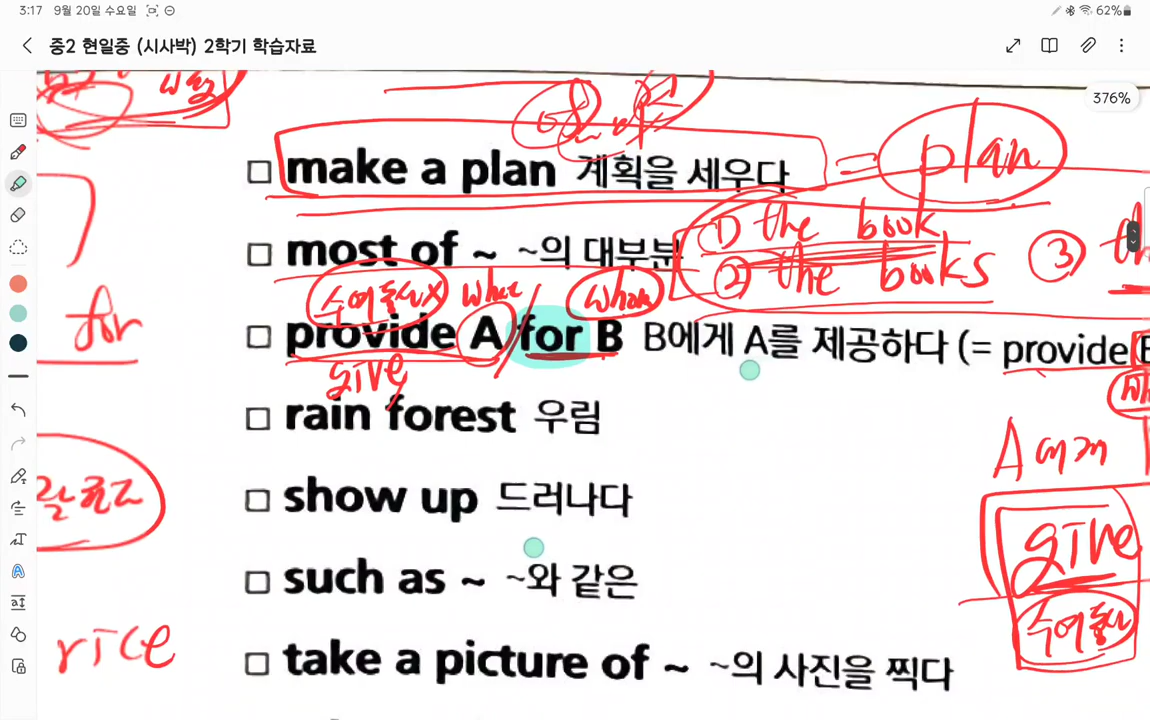 3:17 9월 20일 수요일 62%
중2 현일중 (시사박) 2학기 학습자료
376%
make a plan 계획을 세우다 = plan
① the book
most of ~ ~의 대부분
② the books ③
수여동사X what / whom
for
provide A for B B에게 A를 제공하다 (= provide
give
rain forest 우림
A에게
show up 드러나다
give
such as ~ ~와 같은
수여동사
rice
take a picture of ~ ~의 사진을 찍다